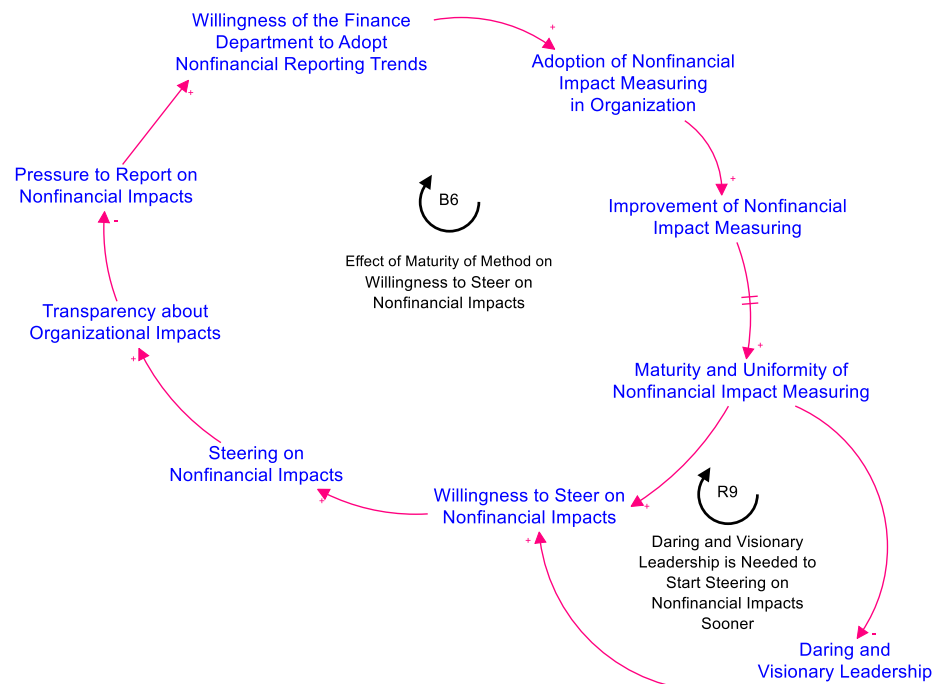 Willingness of the Finance
Department to Adopt
Nonfinancial Reporting Trends
+
Adoption of Nonfinancial
Impact Measuring
in Organization
+
Pressure to Report on
Nonfinancial Impacts
+
-
B6
Effect of Maturity of Method on
Willingness to Steer on
Nonfinancial Impacts
Improvement of Nonfinancial
Impact Measuring
Transparency about
Organizational Impacts
+
+
Maturity and Uniformity of
Nonfinancial Impact Measuring
Steering on
Nonfinancial Impacts
+
Willingness to Steer on
Nonfinancial Impacts
+
+
R9
Daring and Visionary
Leadership is Needed to
Start Steering on
Nonfinancial Impacts
Sooner
-
Daring and
Visionary Leadership